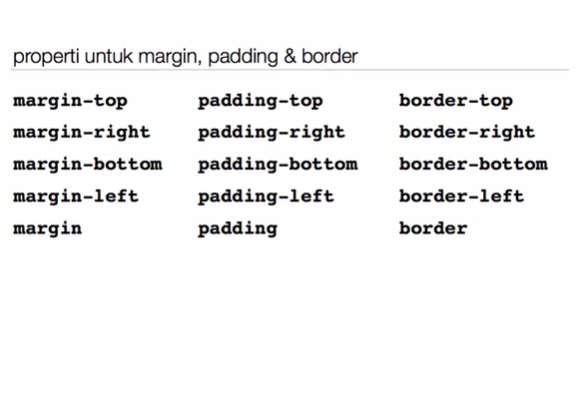 properti untuk margin, padding & border
margin-top padding-top border-top
margin-right padding-right border-right
margin-bottom padding-bottom border-bottom
margin-left padding-left border-left
margin padding border